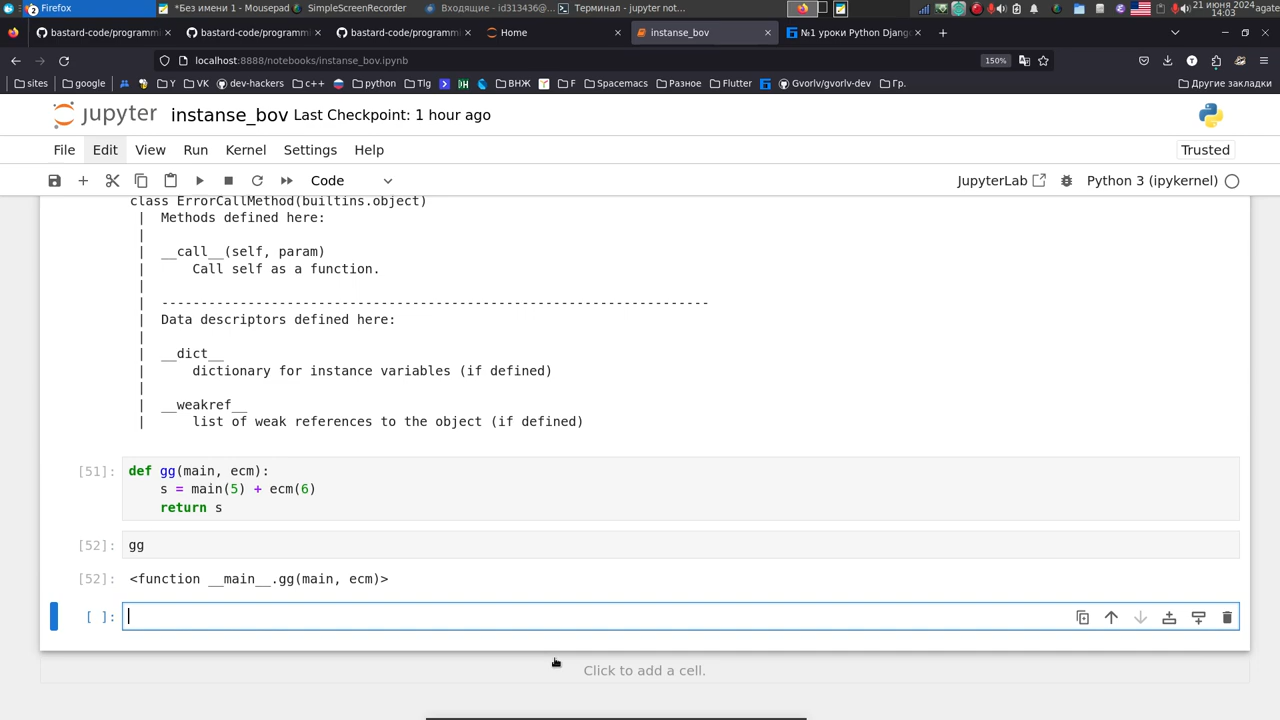 Firefox
*Без имени 1 - Mousepad
SimpleScreenRecorder
Входящие - id313436@...
Терминал - jupyter not...
21 июня agate
14:03
bastard-code/programmi
bastard-code/programmi
bastard-code/programmi
Home
instanse_bov
№1 уроки Python Djang
localhost:8888/notebooks/instanse_bov.ipynb
150%
sites
google
Y
VK
dev-hackers
c++
python
Tlg
ВНЖ
F
Spacemacs
Разное
Flutter
Gvorlv/gvorlv-dev
Гр.
Другие закладки
jupyter instanse_bov Last Checkpoint: 1 hour ago
File Edit View Run Kernel Settings Help
Trusted
Code
JupyterLab
Python 3 (ipykernel)
class ErrorCallMethod(builtins.object)
| Methods defined here:
|
| __call__(self, param)
| Call self as a function.
|
| ----------------------------------------------------------------------
| Data descriptors defined here:
|
| __dict__
| dictionary for instance variables (if defined)
|
| __weakref__
| list of weak references to the object (if defined)
[51]: def gg(main, ecm):
s = main(5) + ecm(6)
return s
[52]: gg
[52]: <function __main__.gg(main, ecm)>
[ ]:
Click to add a cell.